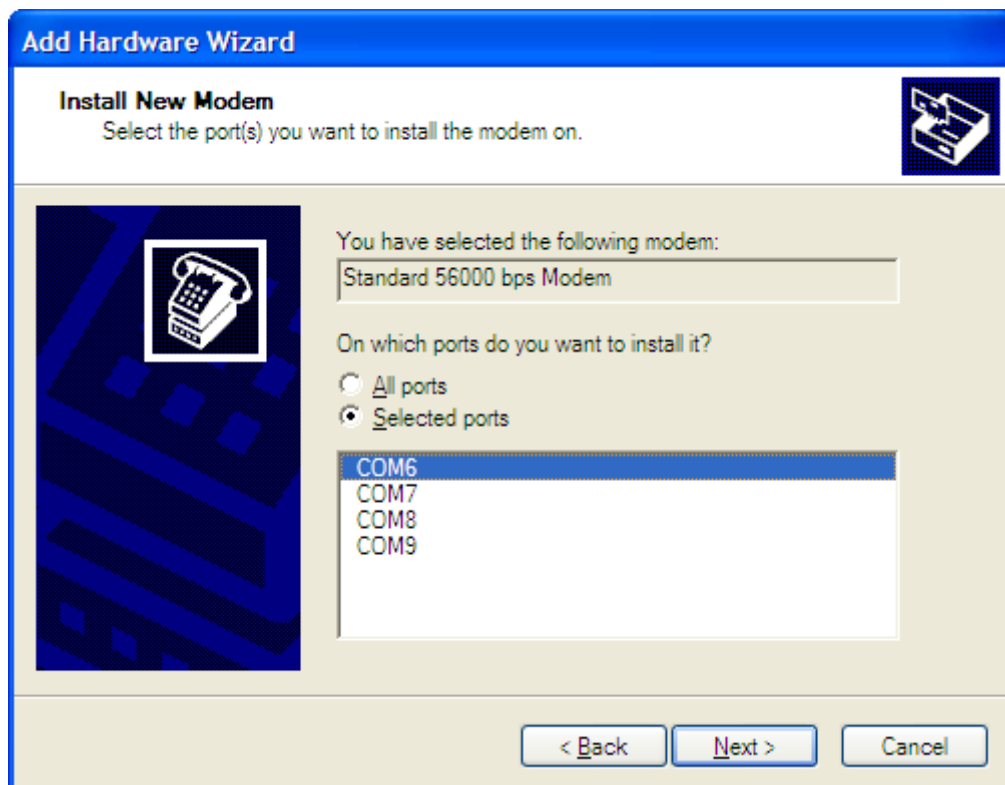 Add Hardware Wizard
Install New Modem
Select the port(s) you want to install the modem on.
You have selected the following modem:
Standard 56000 bps Modem
On which ports do you want to install it?
All ports
Selected ports
COM6
COM7
COM8
COM9
< Back
Next >
Cancel